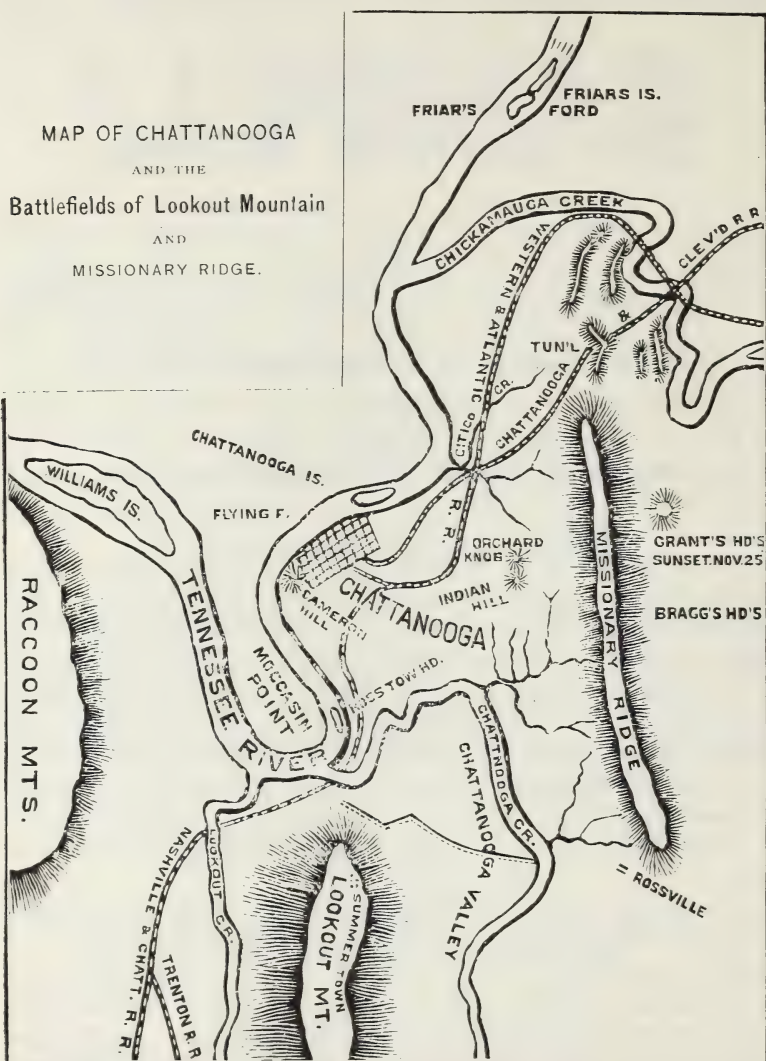 MAP OF CHATTANOOGA
AND THE
Battlefields of Lookout Mountain
AND
MISSIONARY RIDGE.
FRIAR'S
FRIARS IS.
FORD
CHICKAMAUGA CREEK
CLEV'D R R
&
WESTERN & ATLANTIC
R. R.
TUN'L
CHATTANOOGA
CITICO
CR.
CHATTANOOGA IS.
WILLIAMS IS.
FLYING F.
ORCHARD
KNOB
GRANT'S HD'S
SUNSET.NOV.25
INDIAN
HILL
CAMERON
HILL
CHATTANOOGA
BRAGG'S HD'S
MISSIONARY RIDGE
RACCOON MTS.
TENNESSEE RIVER
MOCCASIN
POINT
TOW HD.
CHATTNOOGA CR.
CHATTANOOGA VALLEY
= ROSSVILLE
NASHVILLE & CHATT. R. R.
LOOKOUT CR.
TRENTON R. R
SUMMER TOWN
LOOKOUT MT.